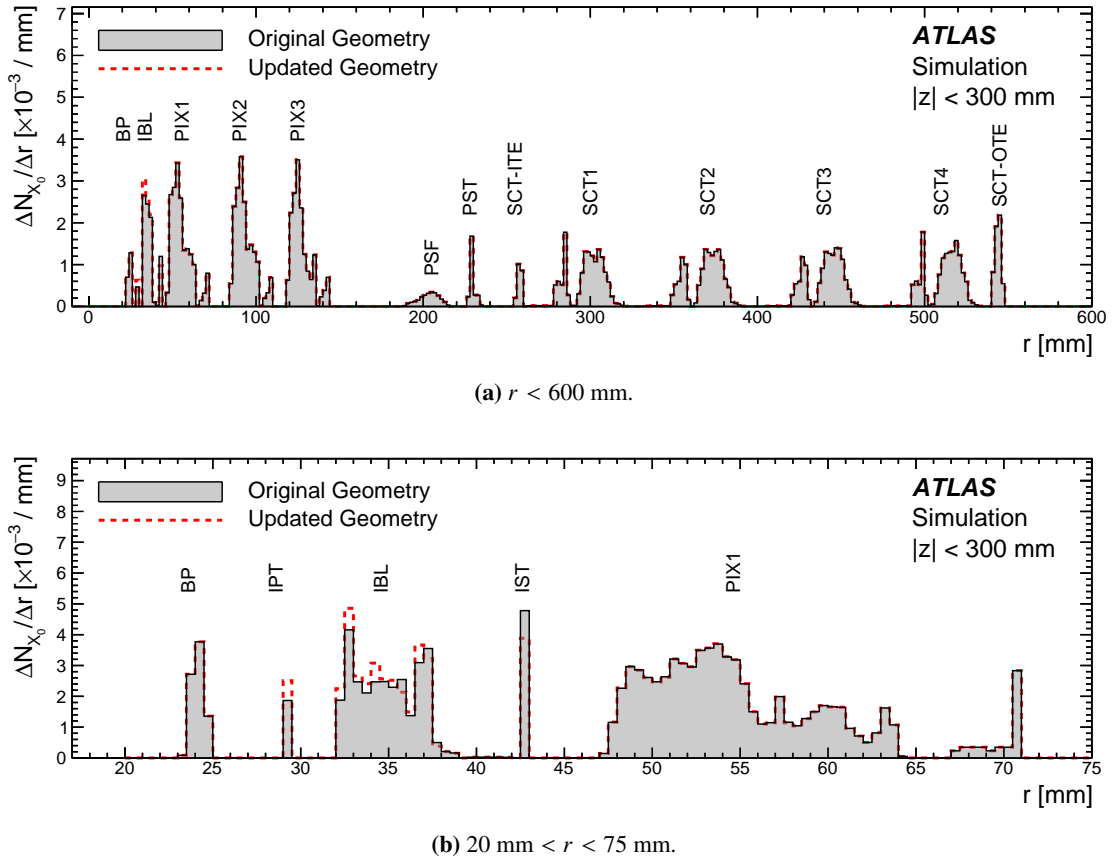 ΔN_{X_0}/Δr [×10^{-3} / mm]
7
6
5
4
3
2
1
0
Original Geometry
Updated Geometry
ATLAS
Simulation
|z| < 300 mm
BP
IBL
PIX1
PIX2
PIX3
PSF
PST
SCT-ITE
SCT1
SCT2
SCT3
SCT4
SCT-OTE
0 100 200 300 400 500 600
r [mm]
(a) r < 600 mm.
ΔN_{X_0}/Δr [×10^{-3} / mm]
9
8
7
6
5
4
3
2
1
0
Original Geometry
Updated Geometry
ATLAS
Simulation
|z| < 300 mm
BP
IPT
IBL
IST
PIX1
20 25 30 35 40 45 50 55 60 65 70 75
r [mm]
(b) 20 mm < r < 75 mm.